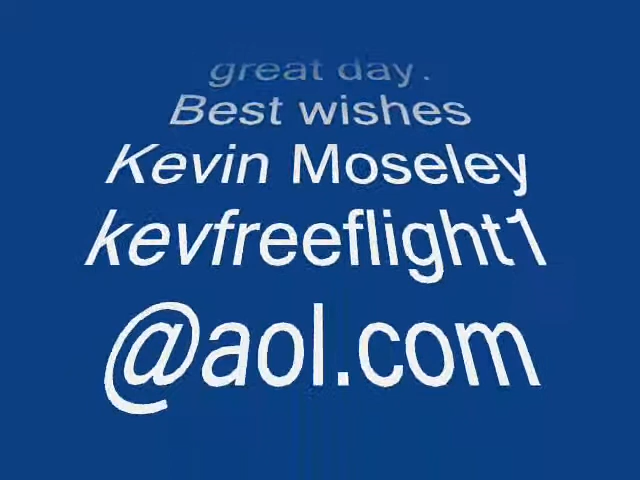 great day.
Best wishes
Kevin Moseley
kevfreeflight1
@aol.com